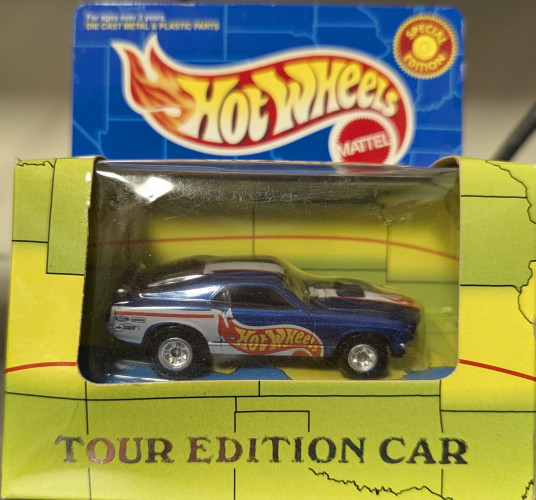 For ages over 3 years.
DIE CAST METAL & PLASTIC PARTS
SPECIAL EDITION
HOT WHEELS
MATTEL
HOT WHEELS
TOUR EDITION CAR